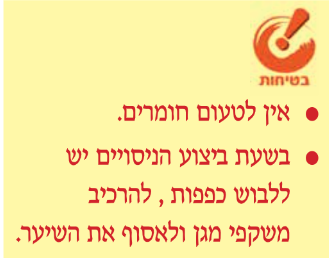 בטיחות
● אין לטעום חומרים.
● בשעת ביצוע הניסויים יש
ללבוש כפפות , להרכיב
משקפי מגן ולאסוף את השיער.